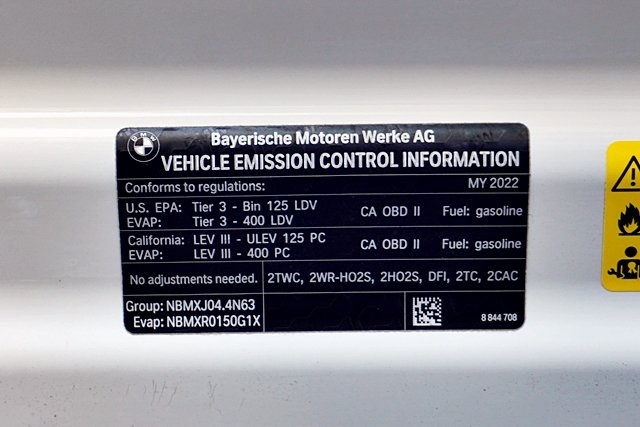 BMW
Bayerische Motoren Werke AG
VEHICLE EMISSION CONTROL INFORMATION
Conforms to regulations: MY 2022
U.S. EPA: Tier 3 - Bin 125 LDV CA OBD II Fuel: gasoline
EVAP: Tier 3 - 400 LDV
California: LEV III - ULEV 125 PC CA OBD II Fuel: gasoline
EVAP: LEV III - 400 PC
No adjustments needed. 2TWC, 2WR-HO2S, 2HO2S, DFI, 2TC, 2CAC
Group: NBMXJ04.4N63
Evap: NBMXR0150G1X 8 844 708